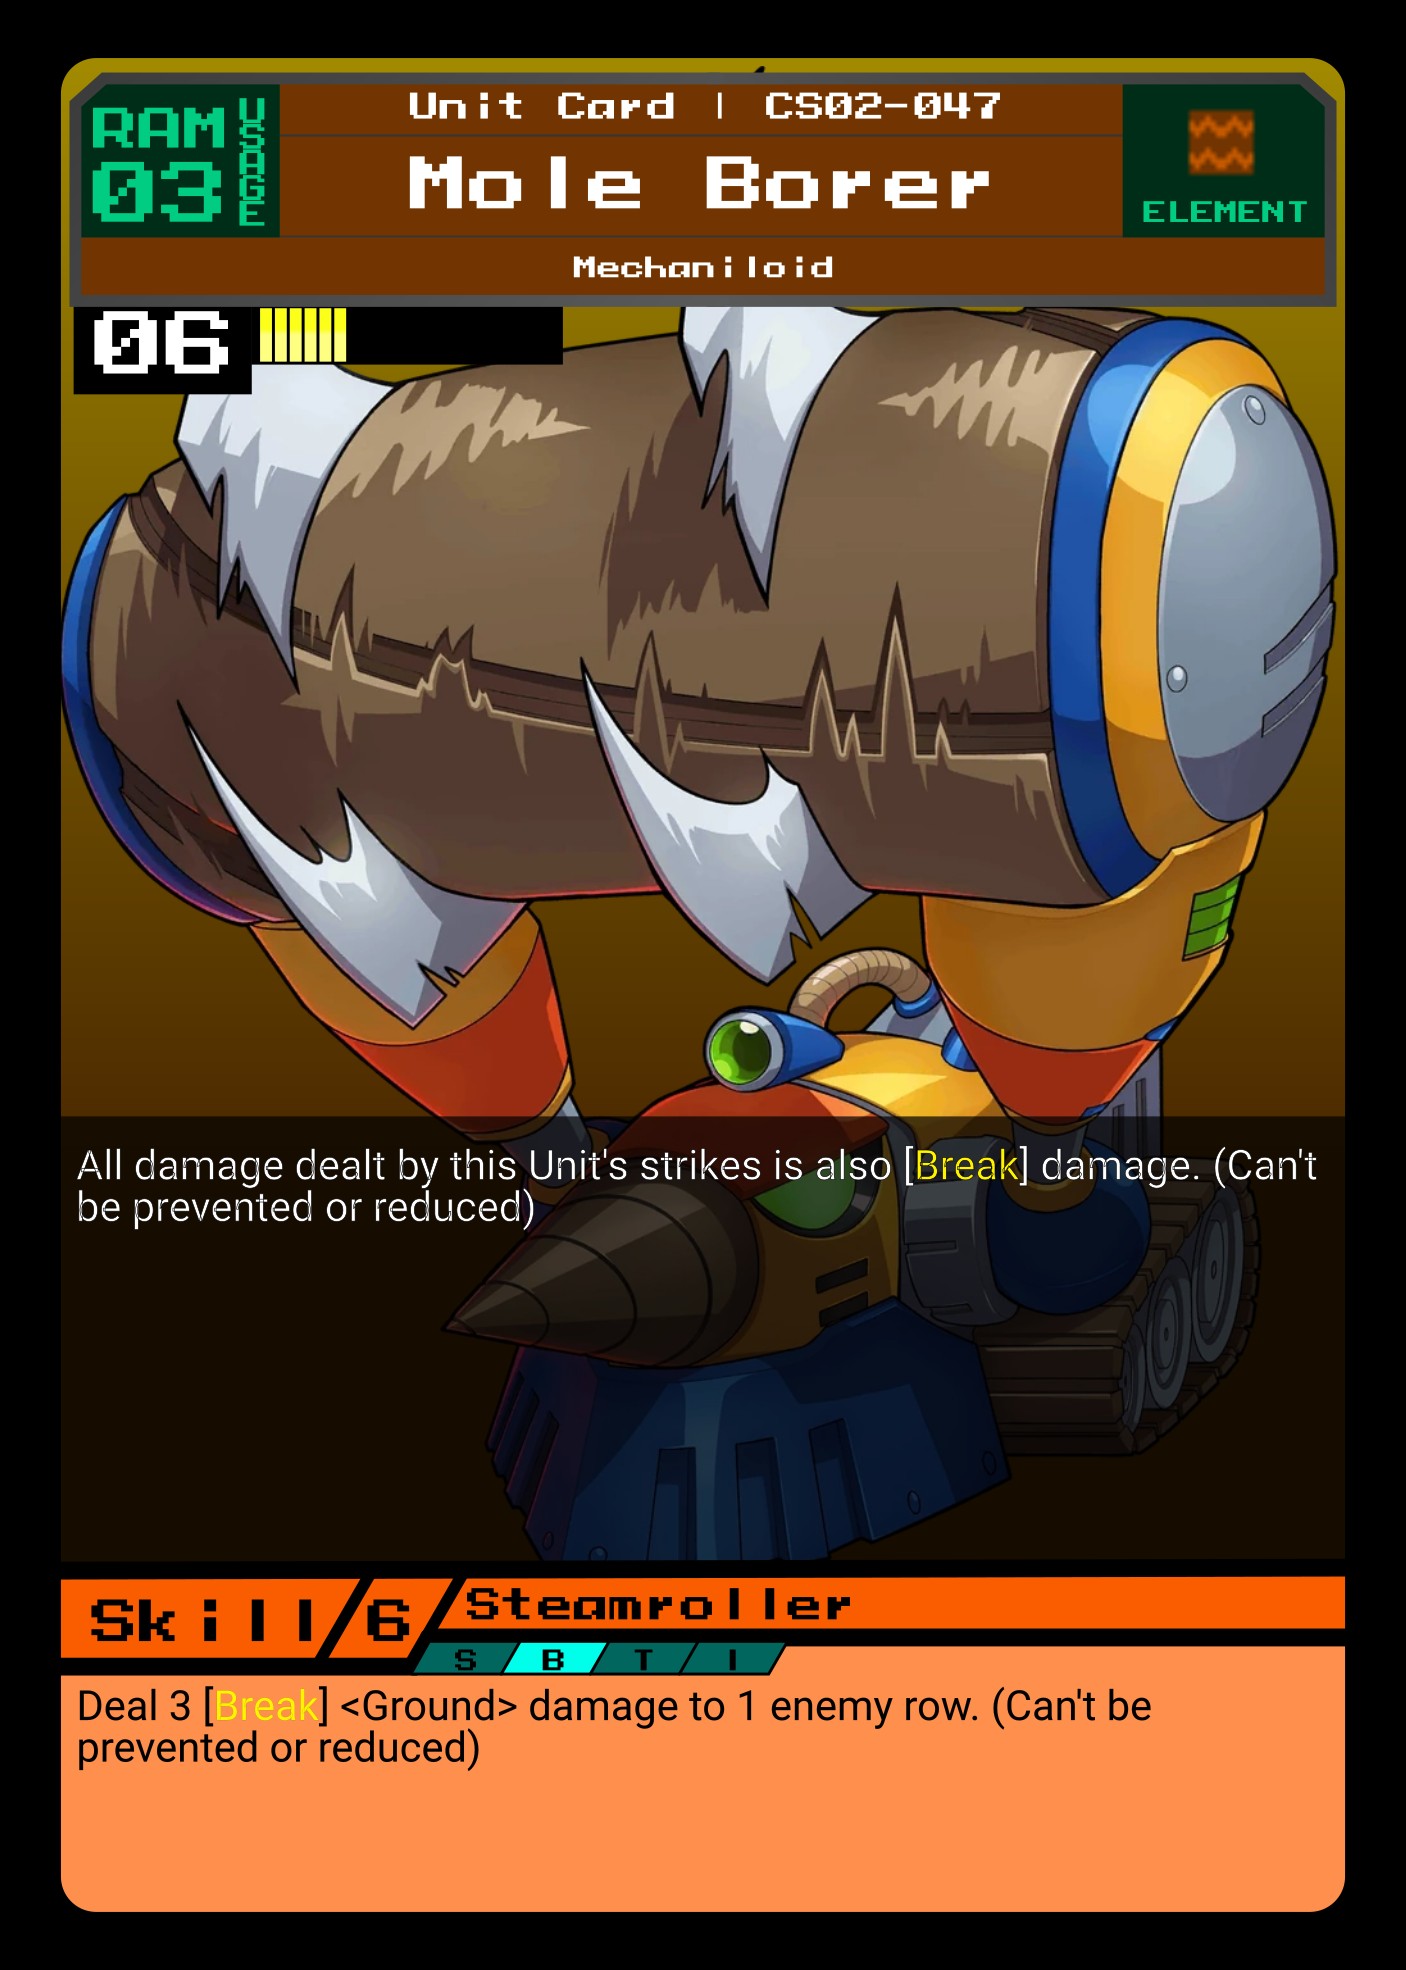 RAM
03
USAGE
Unit Card | CS02-047
Mole Borer
ELEMENT
Mechaniloid
06
All damage dealt by this Unit's strikes is also [Break] damage. (Can't
be prevented or reduced)
Skill/6/Steamroller
S B T I
Deal 3 [Break] <Ground> damage to 1 enemy row. (Can't be
prevented or reduced)